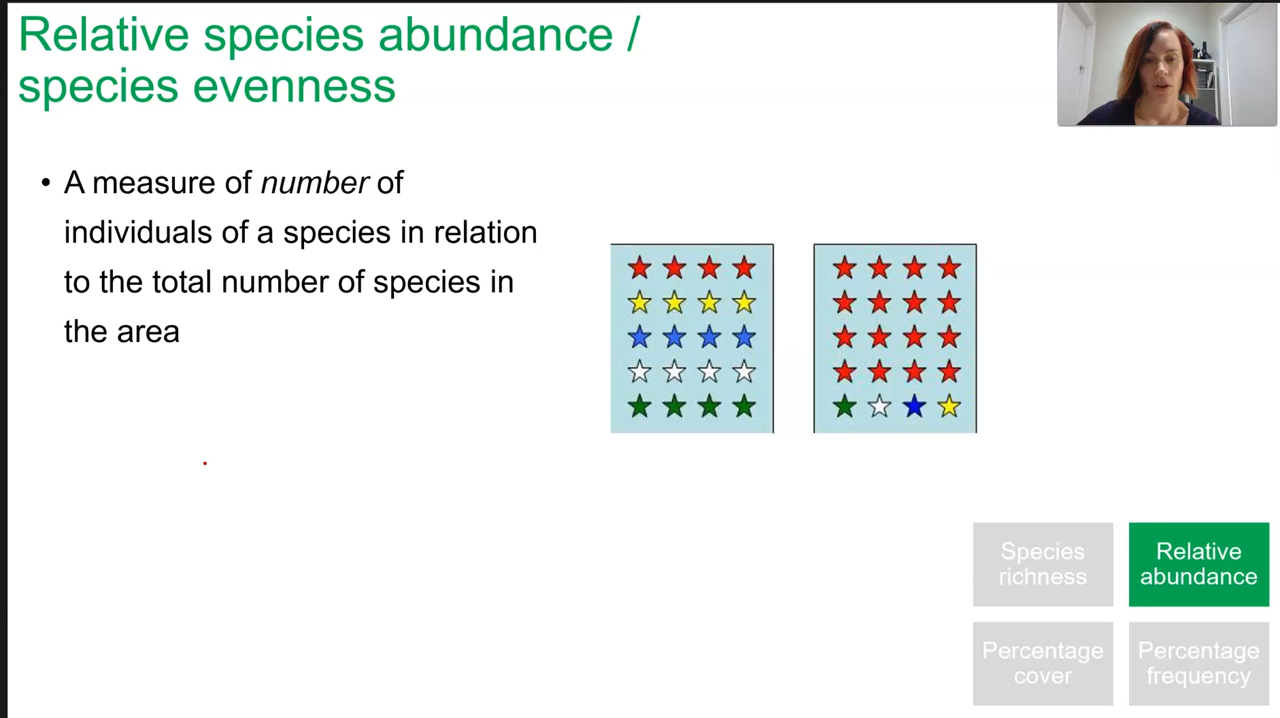 Relative species abundance /
species evenness
• A measure of number of
individuals of a species in relation
to the total number of species in
the area
Species
richness
Relative
abundance
Percentage
cover
Percentage
frequency